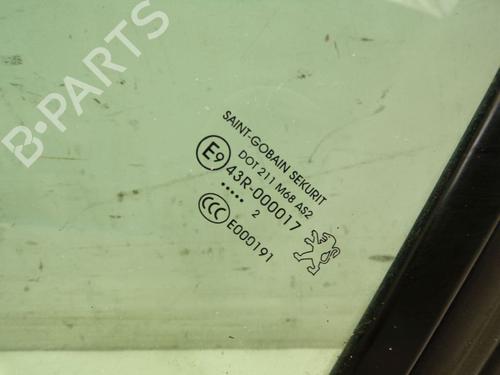 B-PARTS
SAINT-GOBAIN SEKURIT
DOT 211 M68 AS2
E9 43R-000017
..... 2
CCC E000191